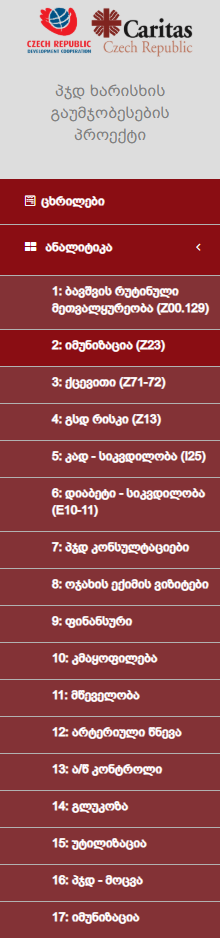 CZECH REPUBLIC
DEVELOPMENT COOPERATION
Caritas
Czech Republic
პჯდ ხარისხის
გაუმჯობესების
პროექტი
ცხრილები
ანალიტიკა
1: ბავშვის რუტინული
მეთვალყურეობა (Z00.129)
2: იმუნიზაცია (Z23)
3: ქცევითი (Z71-72)
4: გსდ რისკი (Z13)
5: კად - სიკვდილობა (I25)
6: დიაბეტი - სიკვდილობა
(E10-11)
7: პჯდ კონსულტაციები
8: ოჯახის ექიმის ვიზიტები
9: ფინანსური
10: კმაყოფილება
11: მწეველობა
12: არტერიული წნევა
13: ა/წ კონტროლი
14: გლუკოზა
15: უტილიზაცია
16: პჯდ - მოცვა
17: იმუნიზაცია